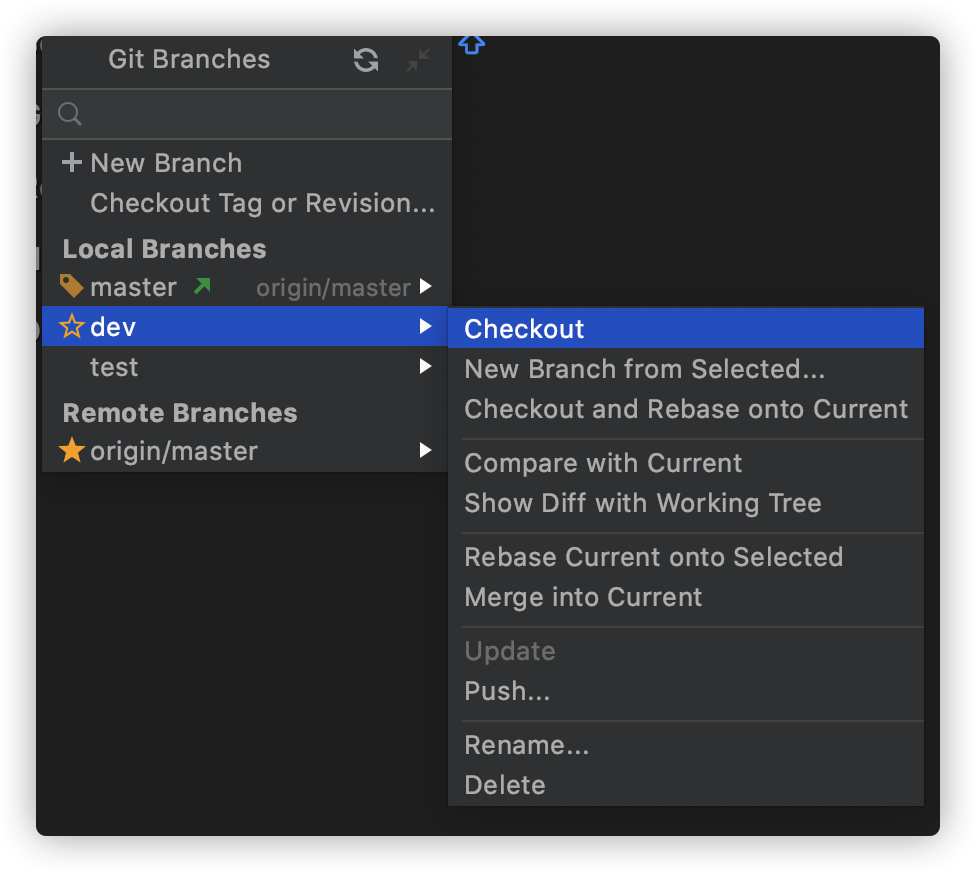 Git Branches
New Branch
Checkout Tag or Revision...
Local Branches
master origin/master
dev
test
Remote Branches
origin/master
Checkout
New Branch from Selected...
Checkout and Rebase onto Current
Compare with Current
Show Diff with Working Tree
Rebase Current onto Selected
Merge into Current
Update
Push...
Rename...
Delete